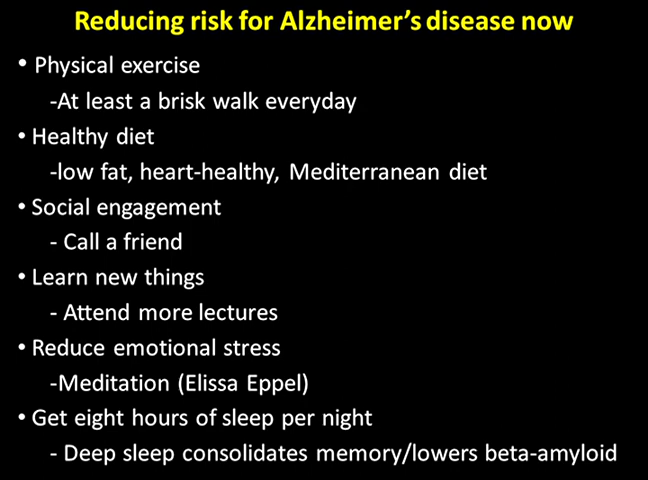 Reducing risk for Alzheimer's disease now
• Physical exercise
-At least a brisk walk everyday
• Healthy diet
-low fat, heart-healthy, Mediterranean diet
• Social engagement
- Call a friend
• Learn new things
- Attend more lectures
• Reduce emotional stress
-Meditation (Elissa Eppel)
• Get eight hours of sleep per night
- Deep sleep consolidates memory/lowers beta-amyloid